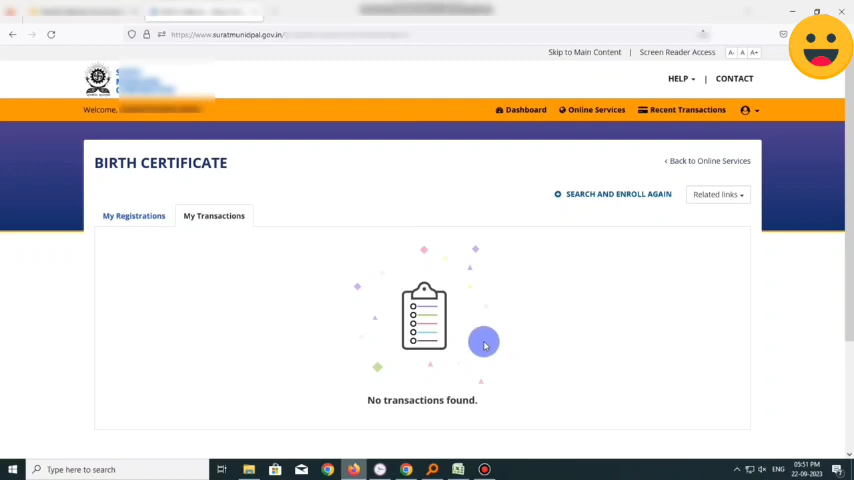 https://www.suratmunicipal.gov.in/
Skip to Main Content | Screen Reader Access A- A A+
HELP | CONTACT
Welcome,
Dashboard Online Services Recent Transactions
BIRTH CERTIFICATE
‹ Back to Online Services
SEARCH AND ENROLL AGAIN Related links
My Registrations My Transactions
No transactions found.
Type here to search
ENG
05:51 PM
22-09-2023